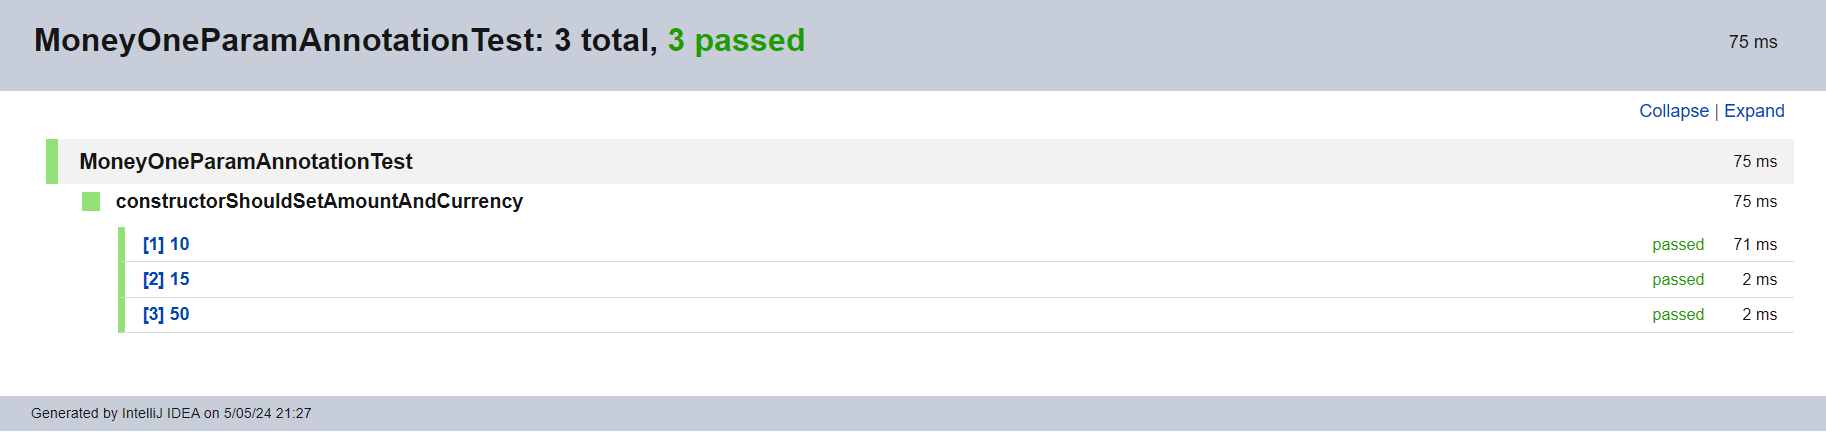 MoneyOneParamAnnotationTest: 3 total, 3 passed 75 ms
Collapse | Expand
MoneyOneParamAnnotationTest 75 ms
constructorShouldSetAmountAndCurrency 75 ms
[1] 10 passed 71 ms
[2] 15 passed 2 ms
[3] 50 passed 2 ms
Generated by IntelliJ IDEA on 5/05/24 21:27